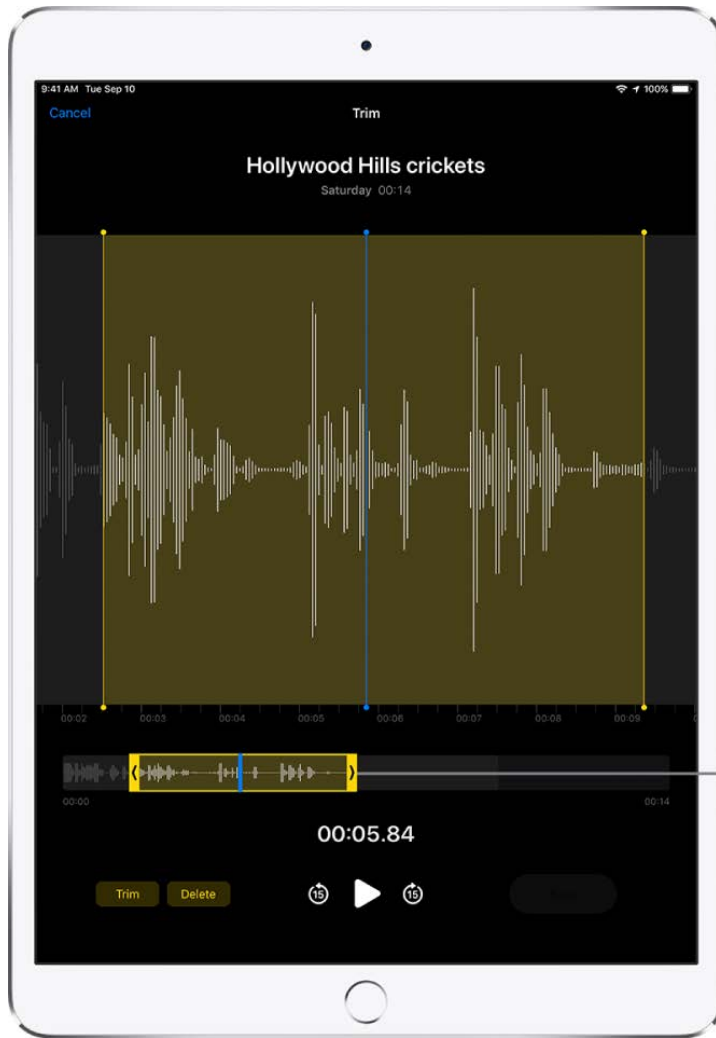 9:41 AM Tue Sep 10 100%
Cancel Trim
Hollywood Hills crickets
Saturday 00:14
00:02 00:03 00:04 00:05 00:06 00:07 00:08 00:09
00:00 00:14
00:05.84
Trim Delete 15 15